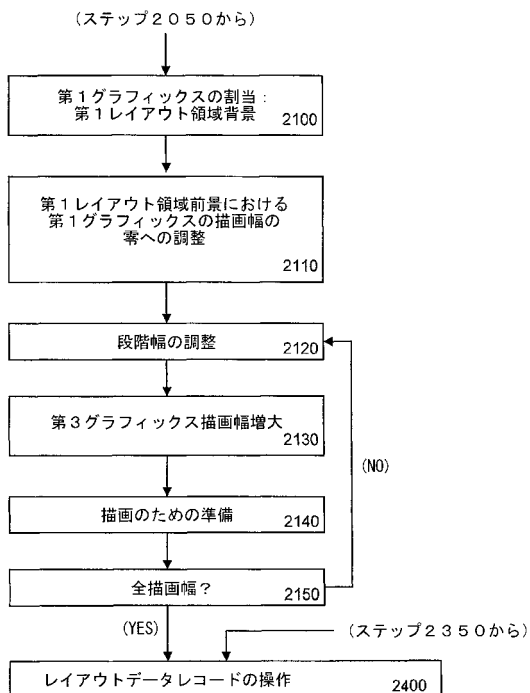 (ステップ2050から)
第1グラフィックスの割当:
第1レイアウト領域背景
2100
第1レイアウト領域前景における
第1グラフィックスの描画幅の
零への調整
2110
段階幅の調整
2120
第3グラフィックス描画幅増大
2130
(NO)
描画のための準備
2140
全描画幅?
2150
(YES)
(ステップ2350から)
レイアウトデータレコードの操作
2400